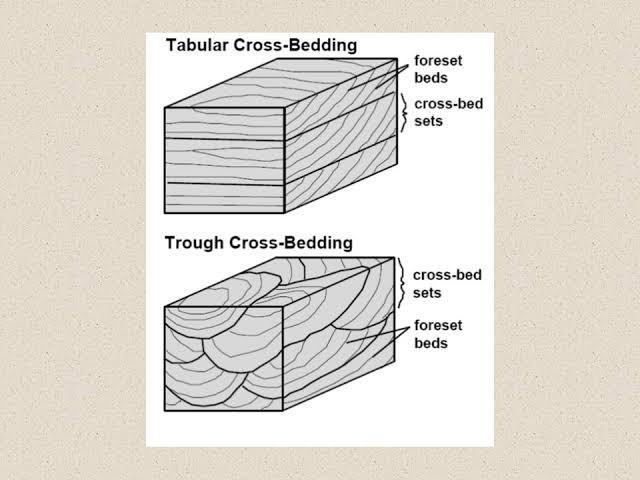 Tabular Cross-Bedding
foreset
beds
cross-bed
sets
Trough Cross-Bedding
cross-bed
sets
foreset
beds